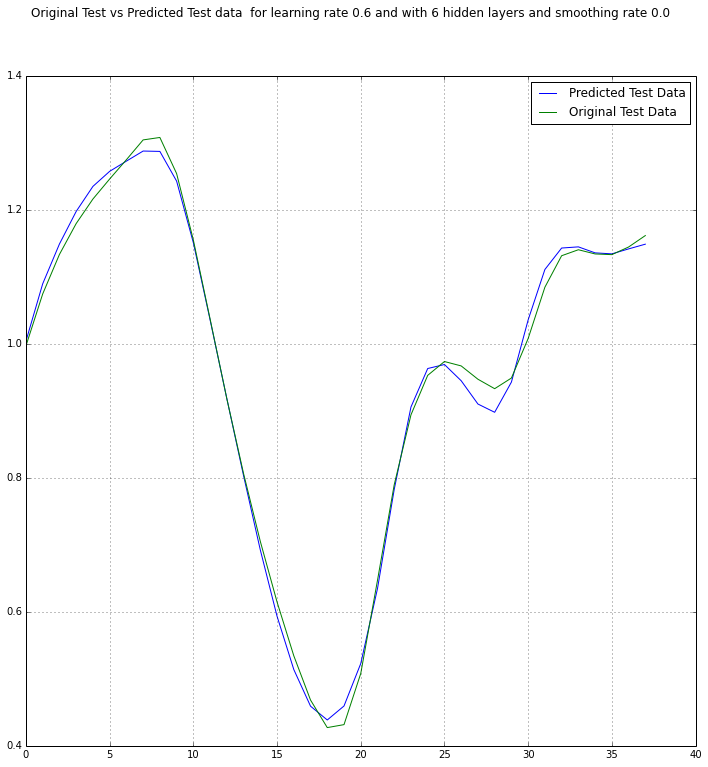 Original Test vs Predicted Test data  for learning rate 0.6 and with 6 hidden layers and smoothing rate 0.0
1.4
Predicted Test Data
Original Test Data
1.2
1.0
0.8
0.6
0.4
0 5 10 15 20 25 30 35 40